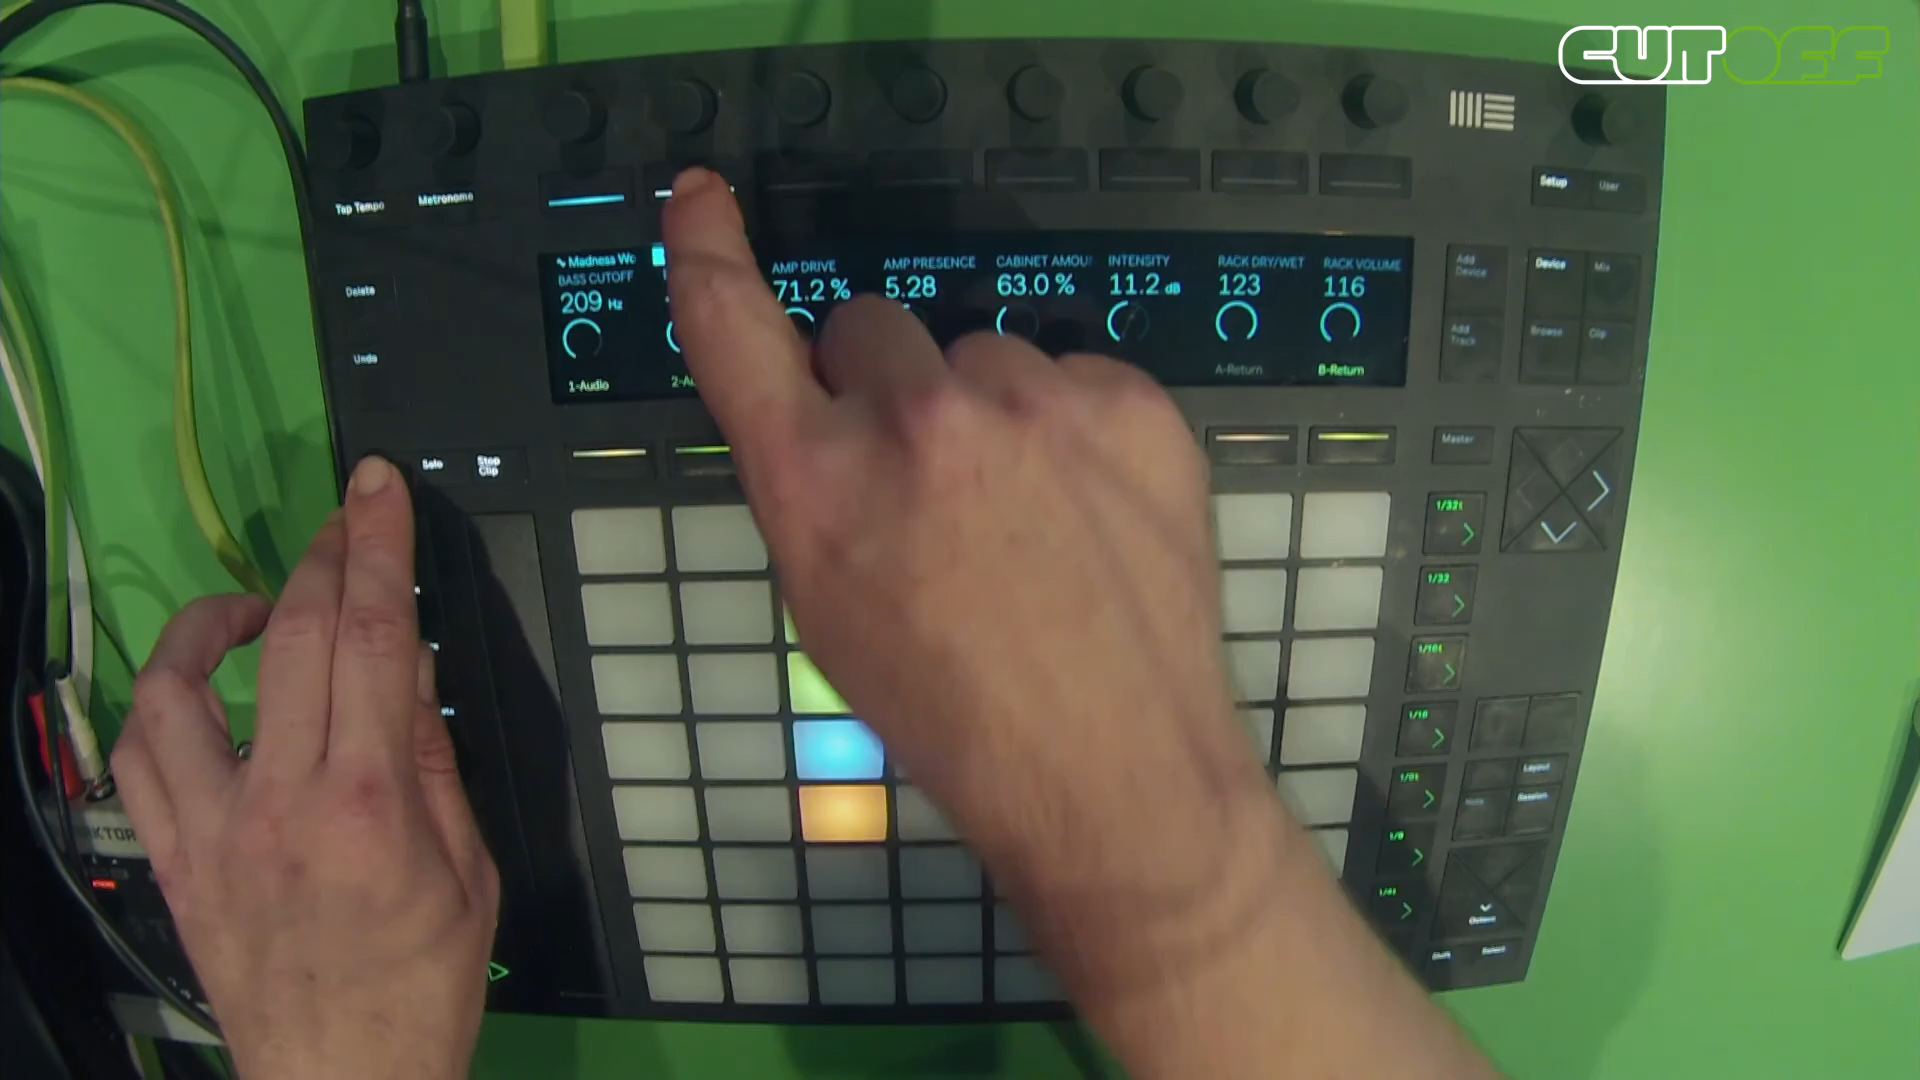 CUTOFF
Tap Tempo
Metronome
Setup
User
Madness Wo
BASS CUTOFF
209 Hz
1-Audio
AMP DRIVE
71.2 %
AMP PRESENCE
5.28
CABINET AMOU
63.0 %
INTENSITY
11.2 dB
RACK DRY/WET
123
A-Return
RACK VOLUME
116
B-Return
Add
Device
Add
Track
Device
Mix
Browse
Clip
Delete
Undo
Solo
Stop
Clip
Master
1/32t
1/32
1/16t
1/16
1/8t
1/8
1/4t
Layout
Note
Session
Octave
Shift
Select